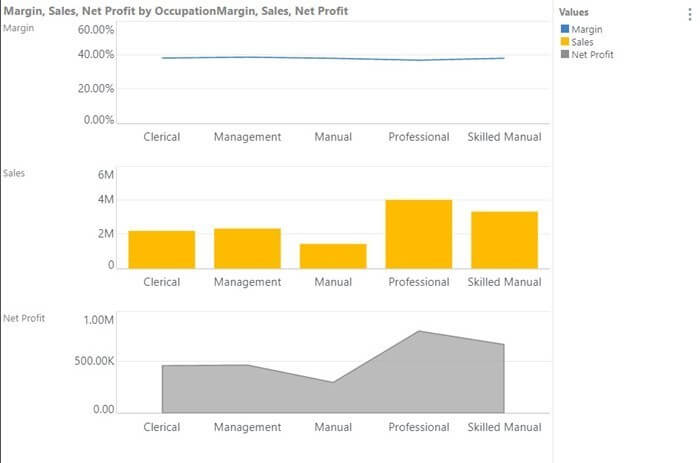 Margin, Sales, Net Profit by OccupationMargin, Sales, Net Profit
Margin
60.00%
40.00%
20.00%
0.00%
Clerical Management Manual Professional Skilled Manual
Sales
6M
4M
2M
0
Clerical Management Manual Professional Skilled Manual
Net Profit
1.00M
500.00K
0.00
Clerical Management Manual Professional Skilled Manual
Values
Margin
Sales
Net Profit